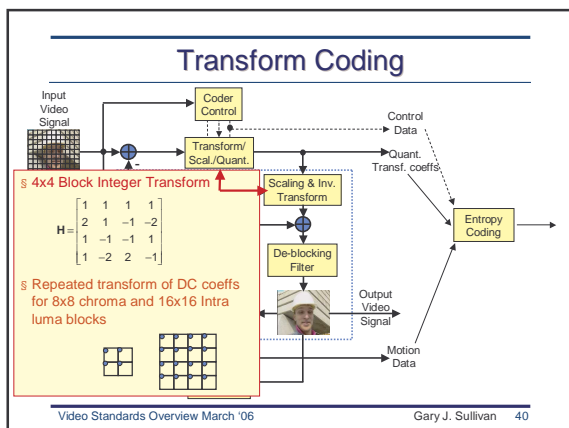 Transform Coding
Input
Video
Signal
Coder
Control
Control
Data
-
Transform/
Scal./Quant.
Quant.
Transf. coeffs
§ 4x4 Block Integer Transform
H = [1 1 1 1
2 1 −1 −2
1 −1 −1 1
1 −2 2 −1]
Scaling & Inv.
Transform
Entropy
Coding
De-blocking
Filter
§ Repeated transform of DC coeffs
for 8x8 chroma and 16x16 Intra
luma blocks
Output
Video
Signal
Motion
Data
Video Standards Overview March '06
Gary J. Sullivan 40